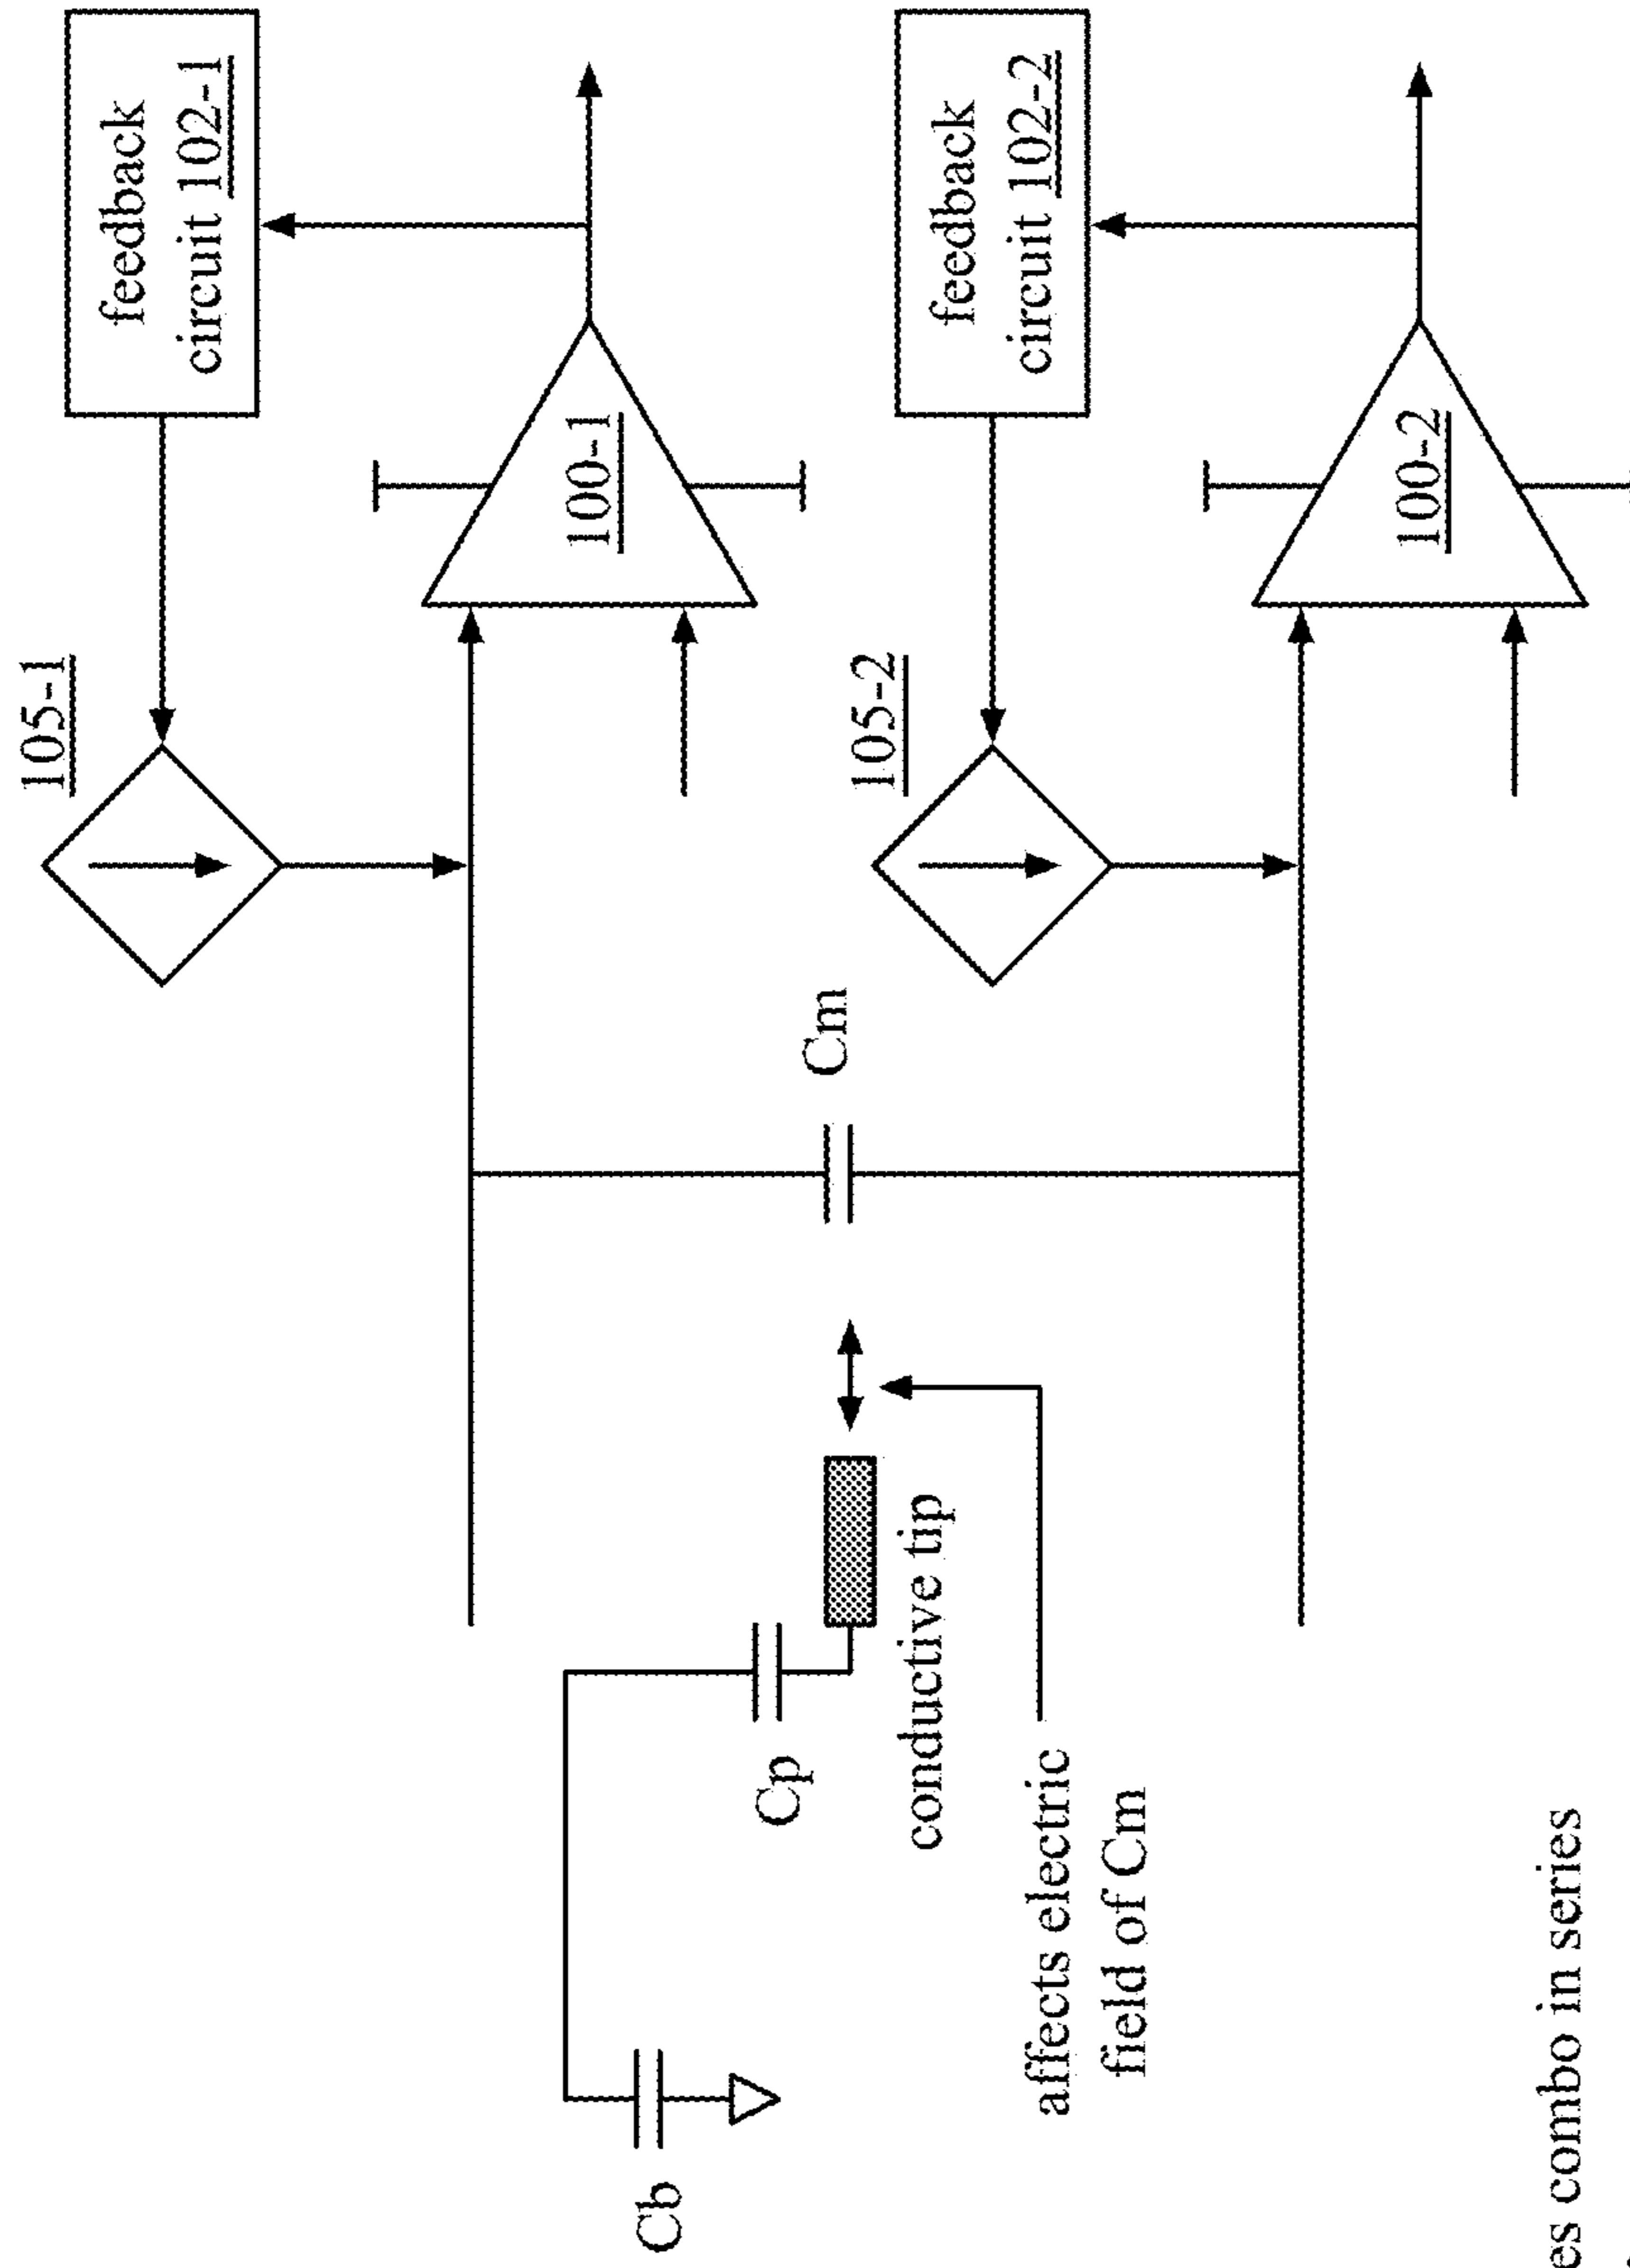 feedback
circuit 102-1
105-1
100-1
Cm
Cp
Cb
conductive tip
affects electric
field of Cm
feedback
circuit 102-2
105-2
100-2
combo in series